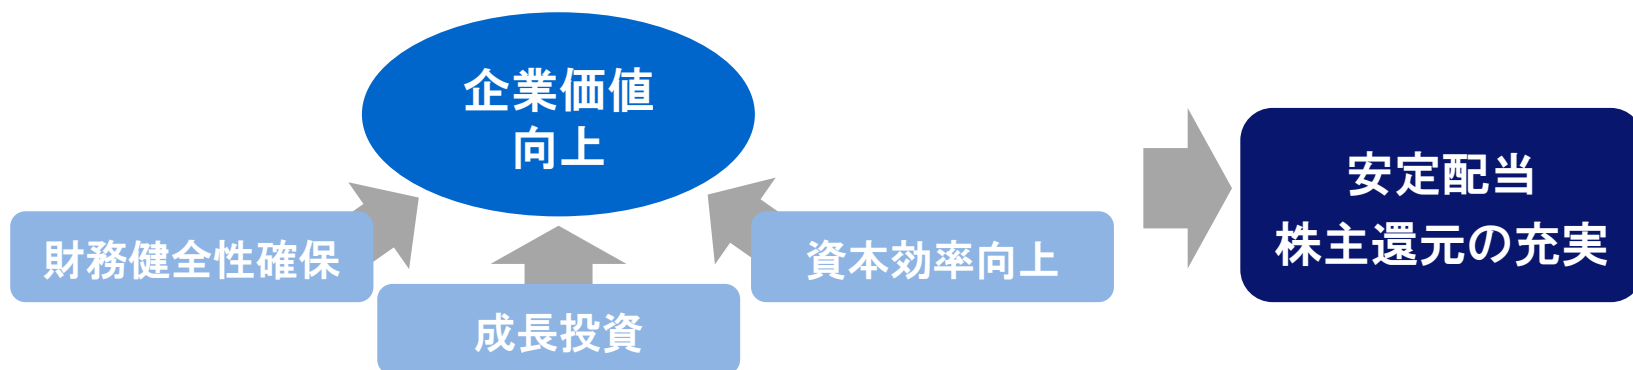 企業価値
向上
財務健全性確保
成長投資
資本効率向上
安定配当
株主還元の充実